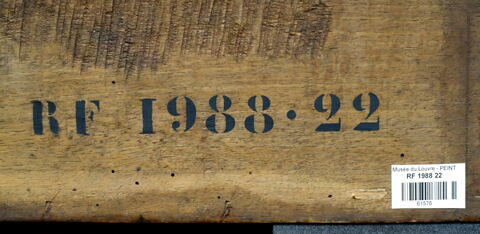 RF 1988·22
Musée du Louvre - PEINT
RF 1988 22
61576